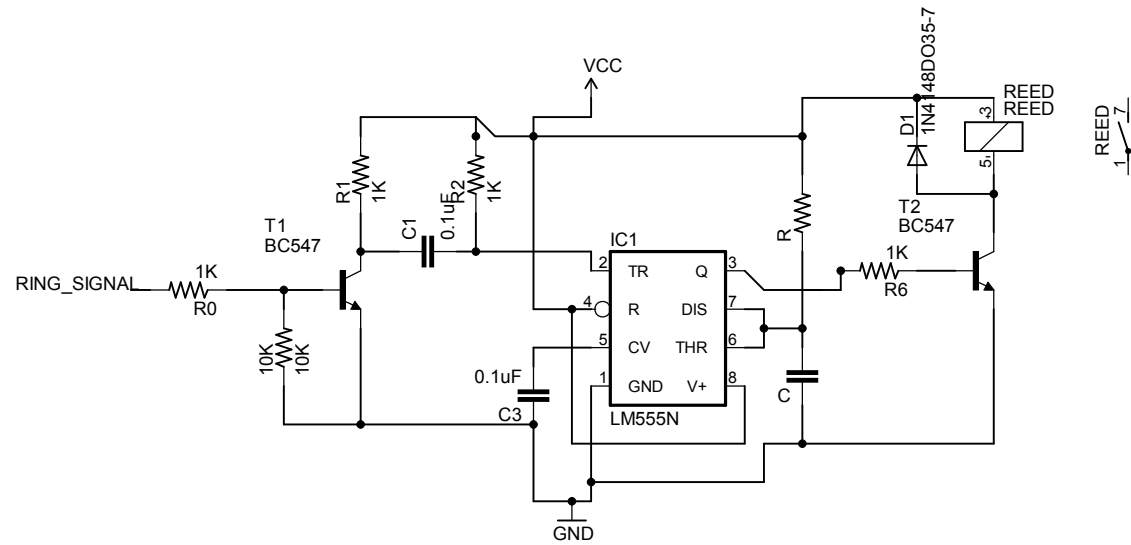 VCC
1N4148DO35-7
D1
REED
REED
+3
5-
REED
7
1
R1
1K
R2
1K
C1
0.1uF
T1
BC547
RING_SIGNAL
1K
R0
10K
10K
IC1
2
TR
4
R
5
CV
1
GND
Q
3
DIS
7
THR
6
V+
8
LM555N
0.1uF
C3
R
C
T2
BC547
1K
R6
GND